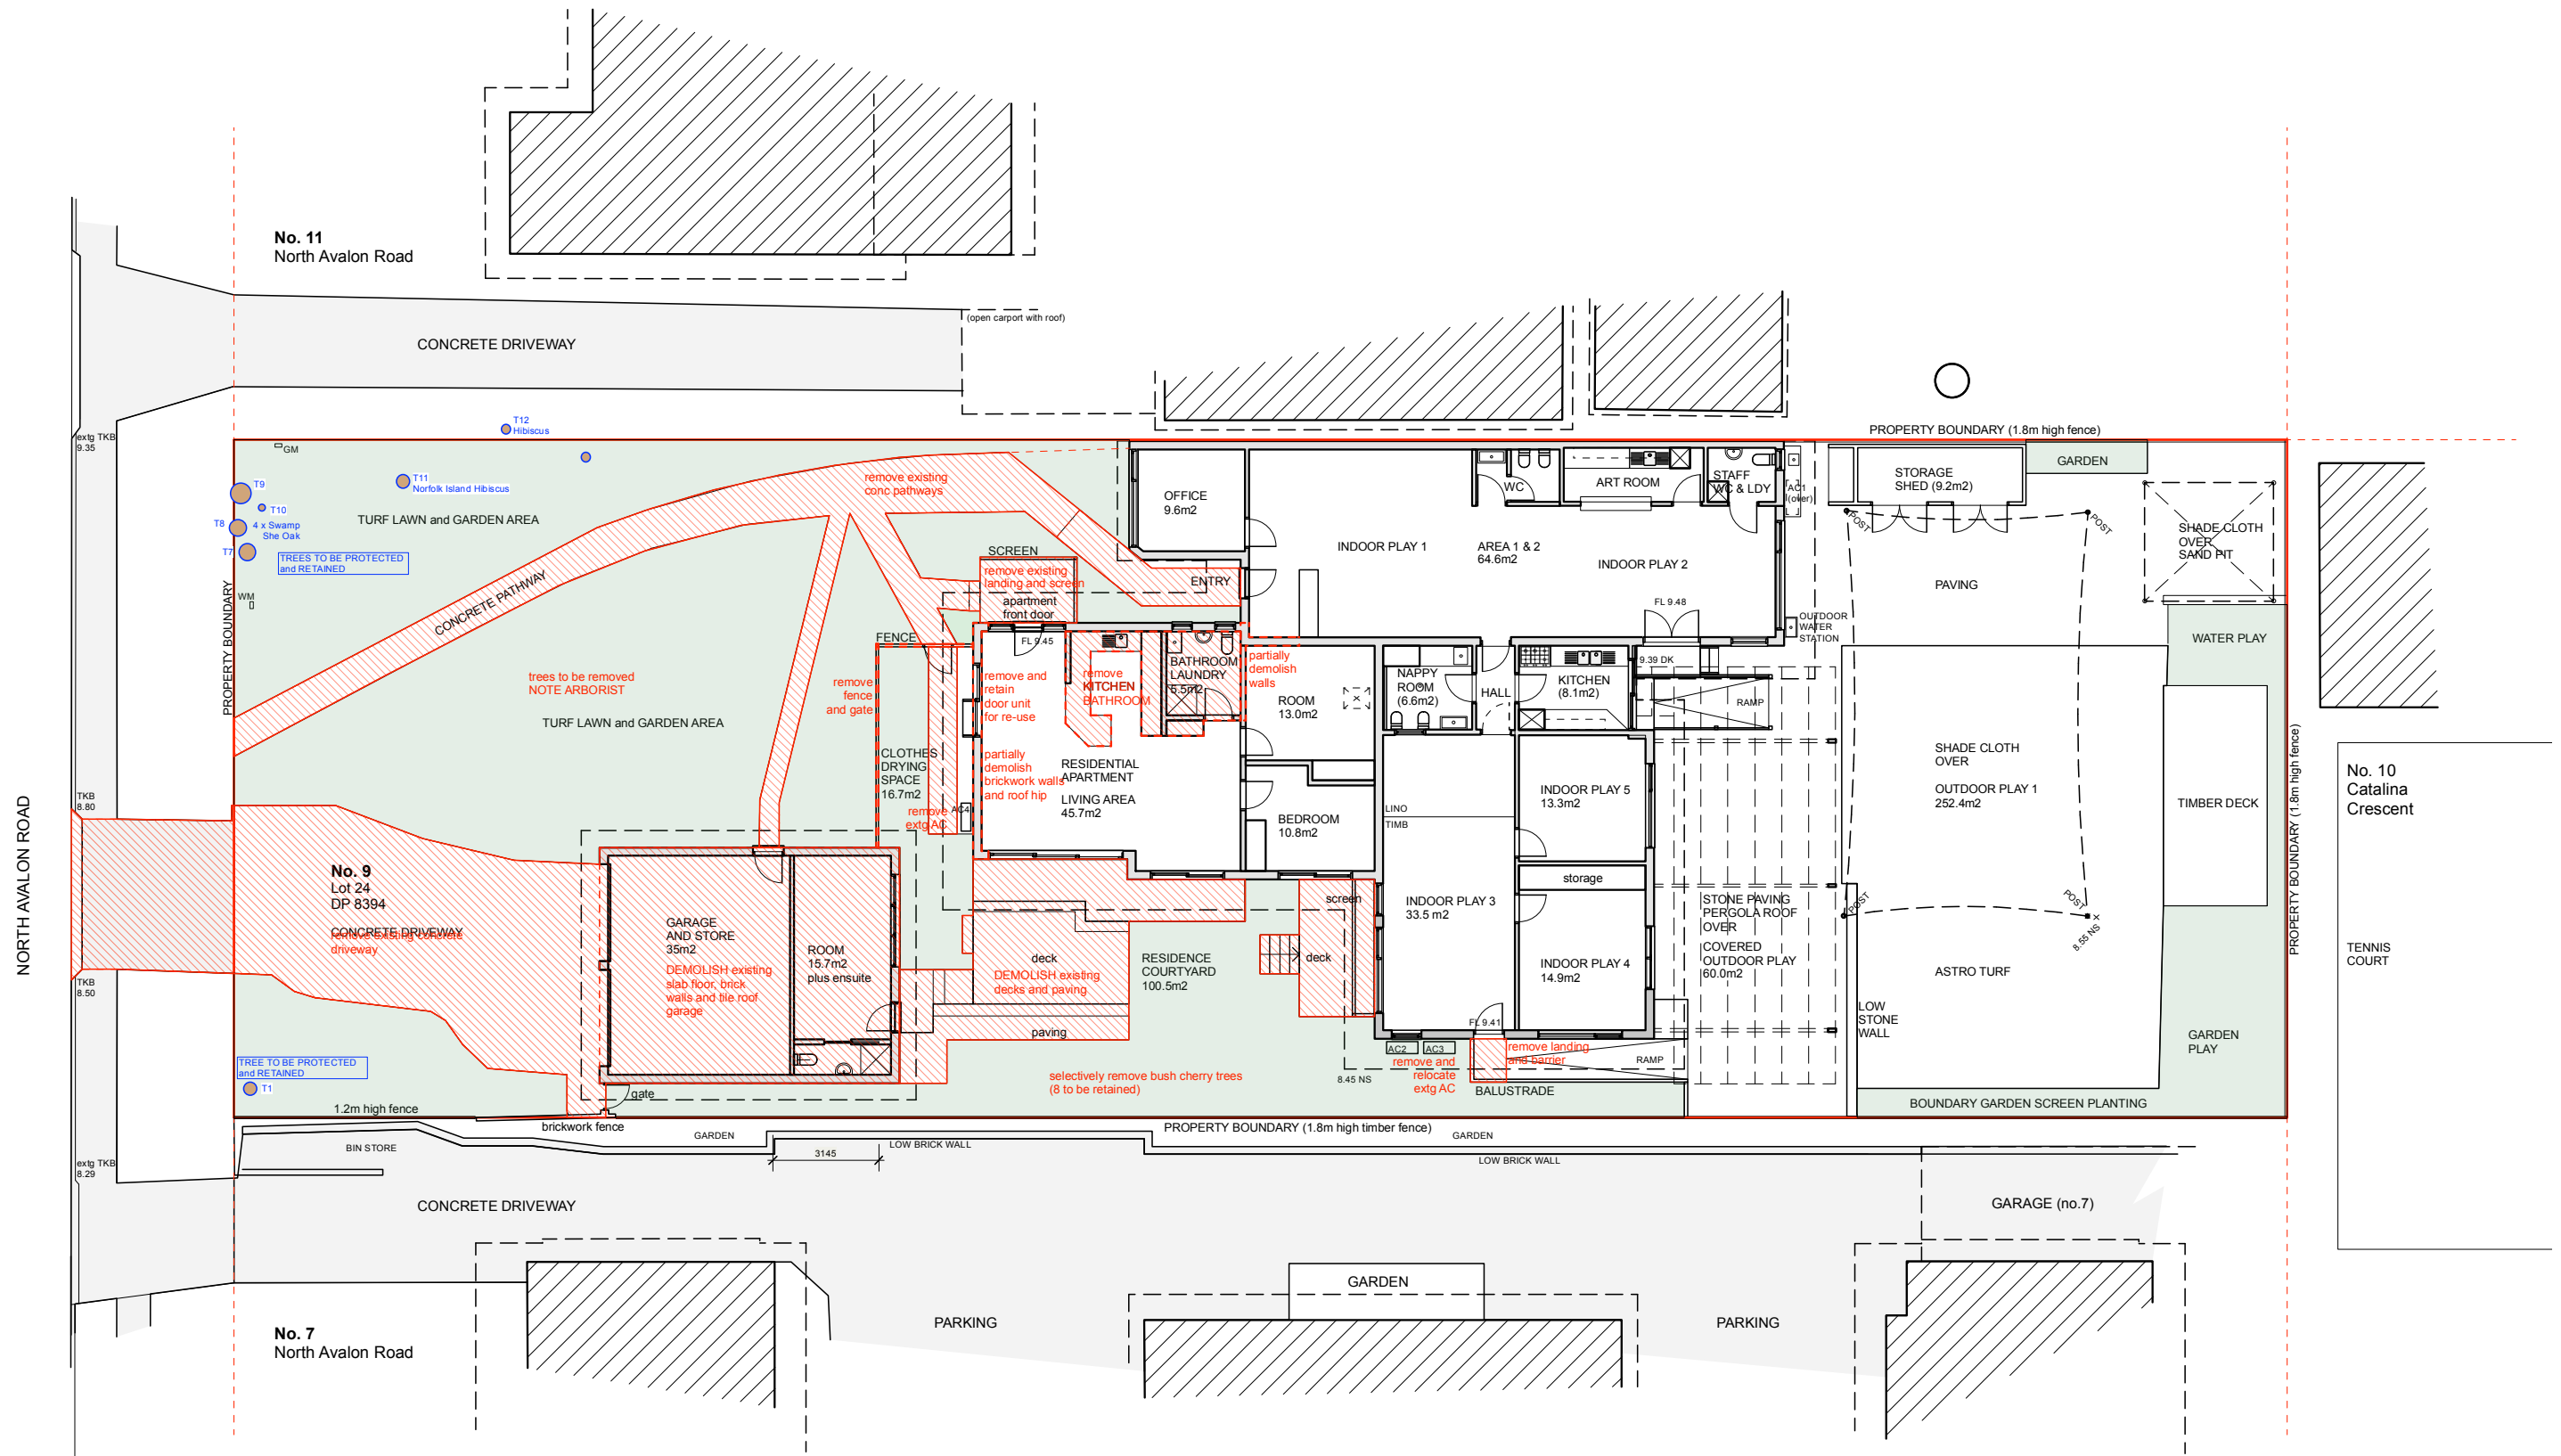 No. 11
North Avalon Road
CONCRETE DRIVEWAY
(open carport with roof)
T12
Hibiscus
extg TKB
9.35
GM
T9
T11
Norfolk Island Hibiscus
T10
T8
4 x Swamp
She Oak
T7
TREES TO BE PROTECTED
and RETAINED
TURF LAWN and GARDEN AREA
WM
PROPERTY BOUNDARY
CONCRETE PATHWAY
remove existing
conc pathways
SCREEN
remove existing
landing and screen
apartment
front door
ENTRY
OFFICE
9.6m2
INDOOR PLAY 1
AREA 1 & 2
64.6m2
INDOOR PLAY 2
WC
ART ROOM
STAFF
WC & LDY
AC1
(over)
FL 9.48
OUTDOOR
WATER
STATION
PROPERTY BOUNDARY (1.8m high fence)
STORAGE
SHED (9.2m2)
GARDEN
POST
POST
SHADE CLOTH
OVER
SAND PIT
PAVING
WATER PLAY
FENCE
FL 9.45
trees to be removed
NOTE ARBORIST
TURF LAWN and GARDEN AREA
remove
fence
and gate
CLOTHES
DRYING
SPACE
16.7m2
remove
extg AC
AC4
remove and
retain
door unit
for re-use
remove
KITCHEN
BATHROOM
BATHROOM
LAUNDRY
5.5m2
partially
demolish
walls
partially
demolish
brickwork walls
and roof hip
RESIDENTIAL
APARTMENT
LIVING AREA
45.7m2
ROOM
13.0m2
BEDROOM
10.8m2
NAPPY
ROOM
(6.6m2)
HALL
KITCHEN
(8.1m2)
9.39 DK
RAMP
LINO
TIMB
INDOOR PLAY 5
13.3m2
storage
INDOOR PLAY 3
33.5 m2
INDOOR PLAY 4
14.9m2
FL 9.41
STONE PAVING
PERGOLA ROOF
OVER
COVERED
OUTDOOR PLAY
60.0m2
SHADE CLOTH
OVER
OUTDOOR PLAY 1
252.4m2
TIMBER DECK
POST
POST
8.55 NS
ASTRO TURF
LOW
STONE
WALL
GARDEN
PLAY
BOUNDARY GARDEN SCREEN PLANTING
PROPERTY BOUNDARY (1.8m high fence)
No. 10
Catalina
Crescent
TENNIS
COURT
NORTH AVALON ROAD
TKB
8.80
TKB
8.50
No. 9
Lot 24
DP 8394
CONCRETE DRIVEWAY
remove existing concrete
driveway
GARAGE
AND STORE
35m2
DEMOLISH existing
slab floor, brick
walls and tile roof
garage
ROOM
15.7m2
plus ensuite
deck
DEMOLISH existing
decks and paving
paving
RESIDENCE
COURTYARD
100.5m2
screen
deck
AC2
AC3
remove and
relocate
extg AC
remove landing
and barrier
RAMP
BALUSTRADE
8.45 NS
selectively remove bush cherry trees
(8 to be retained)
TREE TO BE PROTECTED
and RETAINED
T1
1.2m high fence
gate
brickwork fence
PROPERTY BOUNDARY (1.8m high timber fence)
BIN STORE
GARDEN
LOW BRICK WALL
3145
GARDEN
LOW BRICK WALL
extg TKB
8.29
CONCRETE DRIVEWAY
GARAGE (no.7)
GARDEN
PARKING
PARKING
No. 7
North Avalon Road